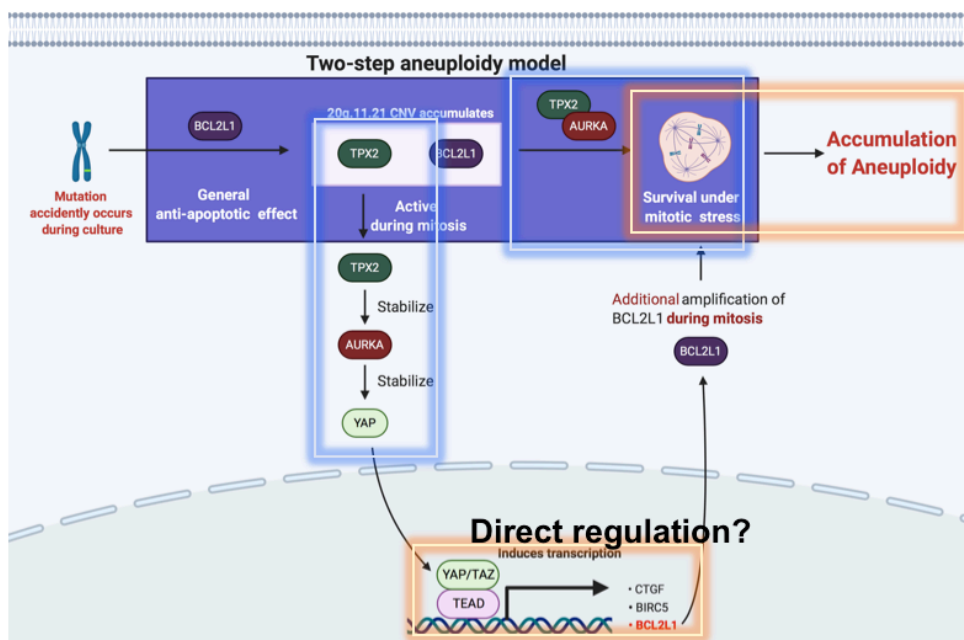 Two-step aneuploidy model
BCL2L1
Mutation
accidently occurs
during culture
General
anti-apoptotic effect
20q.11.21 CNV accumulates
TPX2
BCL2L1
Active
during mitosis
TPX2
AURKA
Survival under
mitotic stress
Accumulation
of Aneuploidy
TPX2
Stabilize
AURKA
Stabilize
YAP
Additional amplification of
BCL2L1 during mitosis
BCL2L1
Direct regulation?
Induces transcription
YAP/TAZ
TEAD
• CTGF
• BIRC5
• BCL2L1